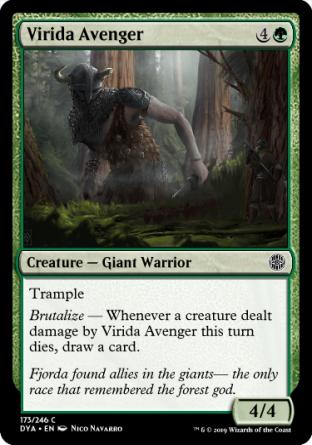 Virida Avenger 4
Creature — Giant Warrior
Trample
Brutalize — Whenever a creature dealt
damage by Virida Avenger this turn
dies, draw a card.
Fjorda found allies in the giants— the only
race that remembered the forest god.
4/4
173/246 C
DYA • EN Nico Navarro
™ & © 2019 Wizards of the Coast